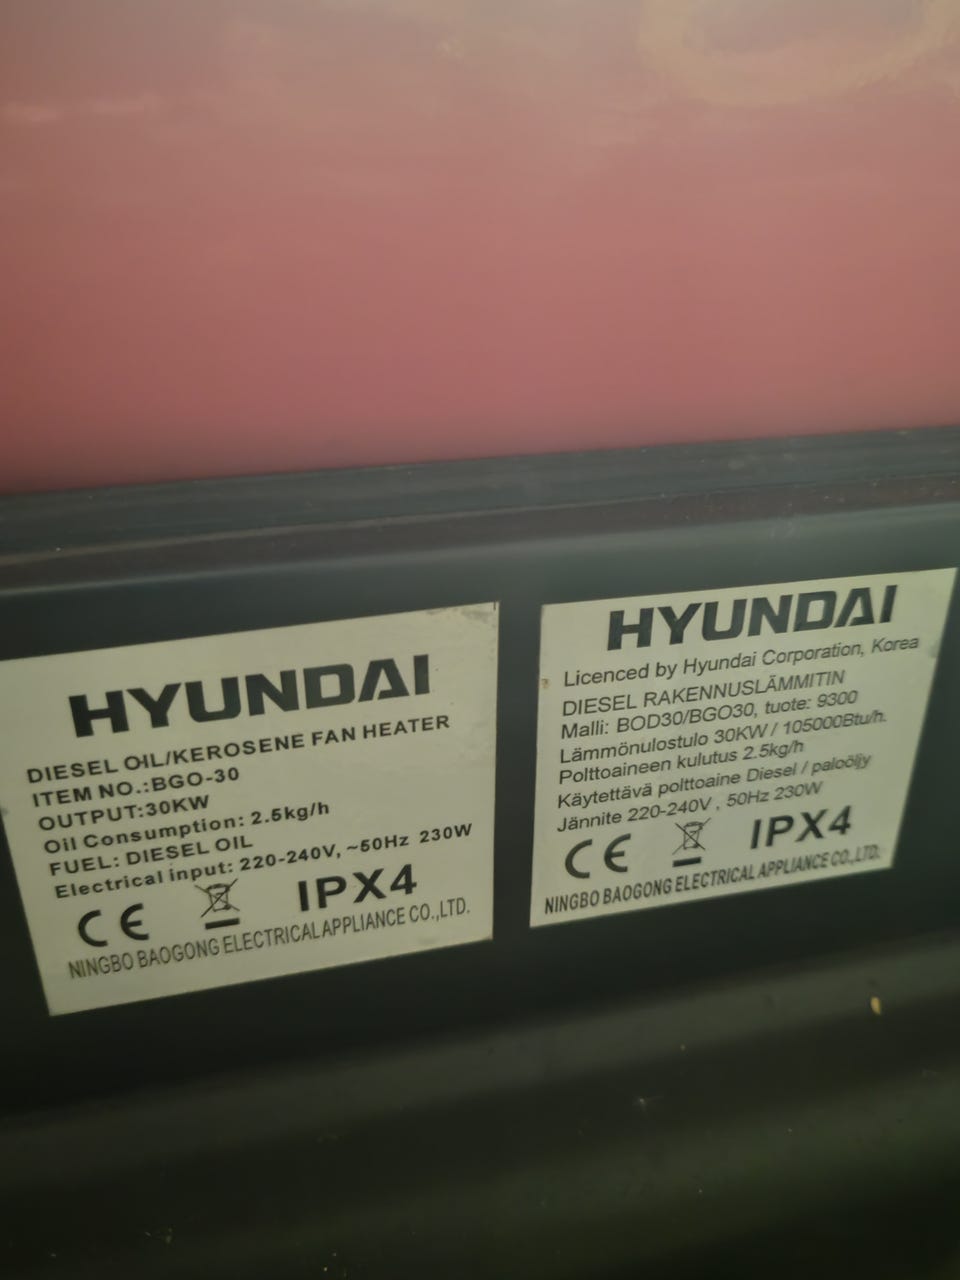 HYUNDAI
DIESEL OIL/KEROSENE FAN HEATER
ITEM NO.:BGO-30
OUTPUT:30KW
Oil Consumption: 2.5kg/h
FUEL: DIESEL OIL
Electrical input: 220-240V, ~50Hz 230W
CE IPX4
NINGBO BAOGONG ELECTRICAL APPLIANCE CO.,LTD.
HYUNDAI
Licenced by Hyundai Corporation, Korea
DIESEL RAKENNUSLÄMMITIN
Malli: BOD30/BGO30, tuote: 9300
Lämmönulostulo 30KW / 105000Btu/h.
Polttoaineen kulutus 2.5kg/h
Käytettävä polttoaine Diesel / paloöljy
Jännite 220-240V , 50Hz 230W
CE IPX4
NINGBO BAOGONG ELECTRICAL APPLIANCE CO.,LTD.